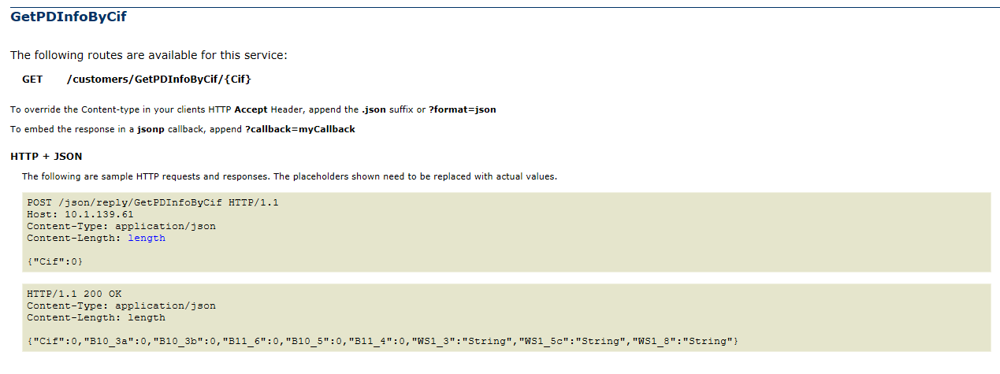 GetPDInfoByCif
The following routes are available for this service:
GET /customers/GetPDInfoByCif/{Cif}
To override the Content-type in your clients HTTP Accept Header, append the .json suffix or ?format=json
To embed the response in a jsonp callback, append ?callback=myCallback
HTTP + JSON
The following are sample HTTP requests and responses. The placeholders shown need to be replaced with actual values.
POST /json/reply/GetPDInfoByCif HTTP/1.1
Host: 10.1.139.61
Content-Type: application/json
Content-Length: length
{"Cif":0}
HTTP/1.1 200 OK
Content-Type: application/json
Content-Length: length
{"Cif":0,"B10_3a":0,"B10_3b":0,"B11_6":0,"B10_5":0,"B11_4":0,"WS1_3":"String","WS1_5c":"String","WS1_8":"String"}